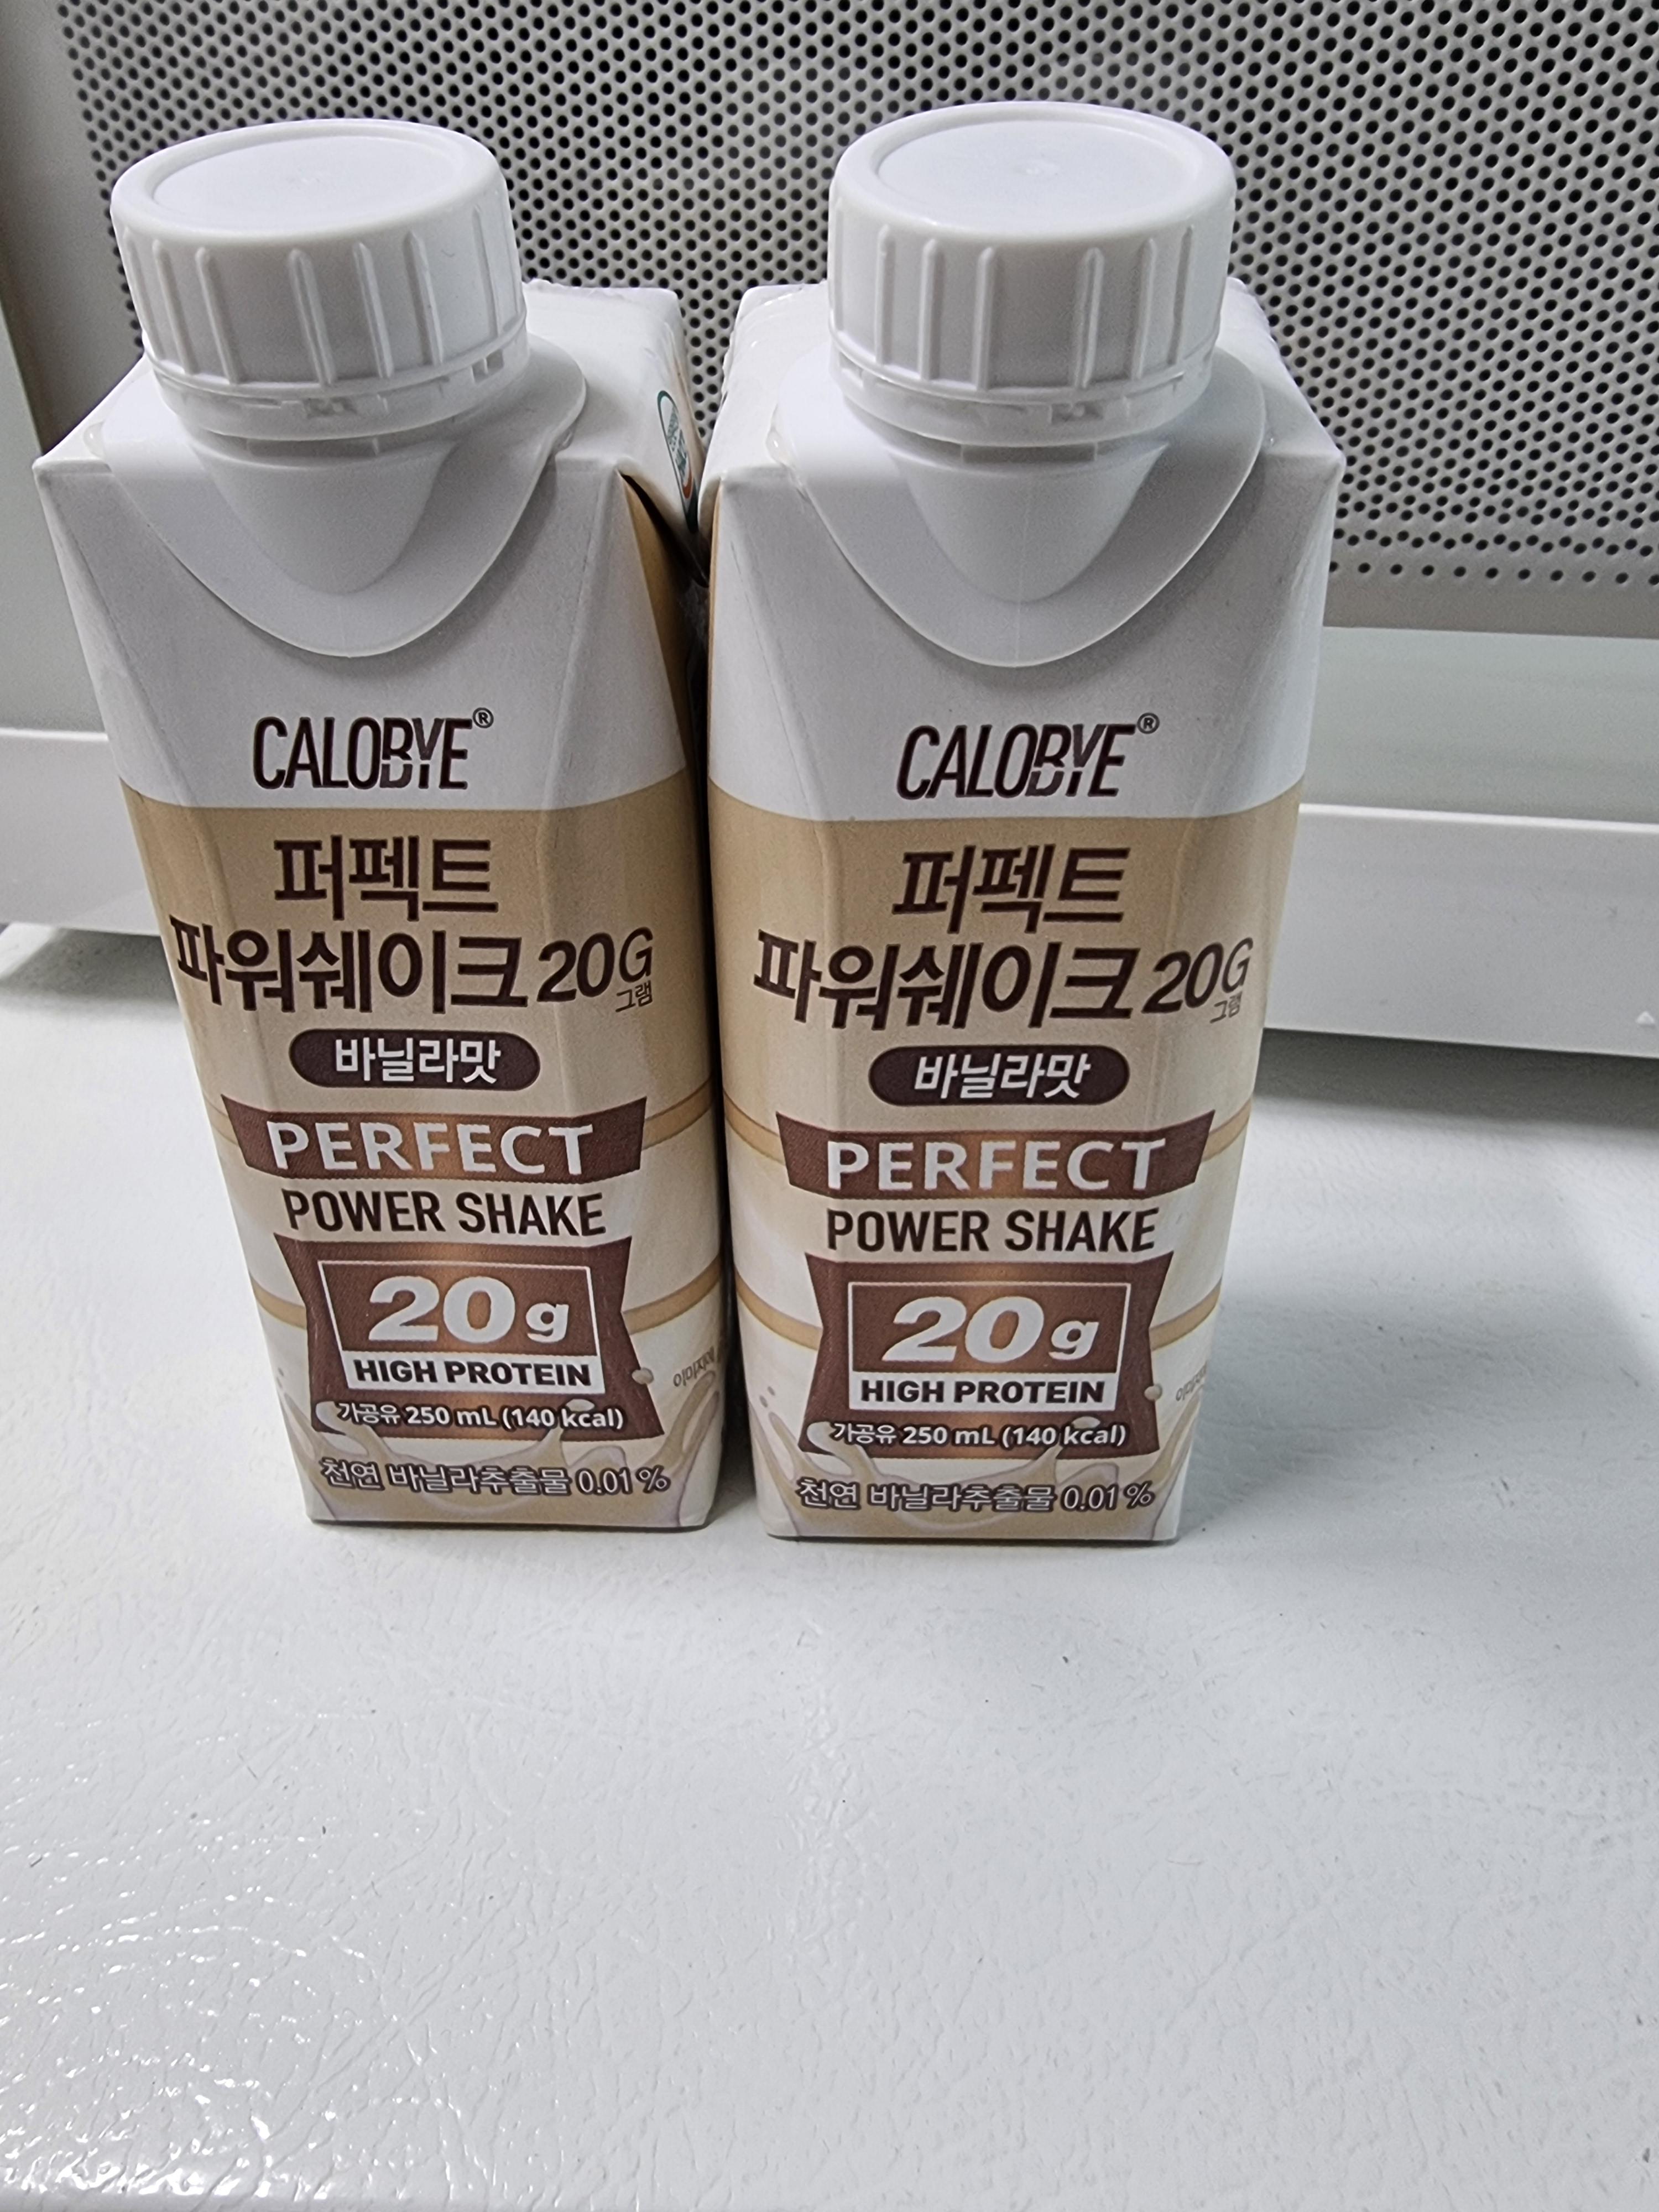 CALOBYE®
퍼펙트
파워쉐이크 20G
그램
바닐라맛
PERFECT
POWER SHAKE
20g
HIGH PROTEIN
가공유 250 mL (140 kcal)
천연 바닐라추출물 0.01 %
CALOBYE®
퍼펙트
파워쉐이크 20G
그램
바닐라맛
PERFECT
POWER SHAKE
20g
HIGH PROTEIN
가공유 250 mL (140 kcal)
천연 바닐라추출물 0.01 %